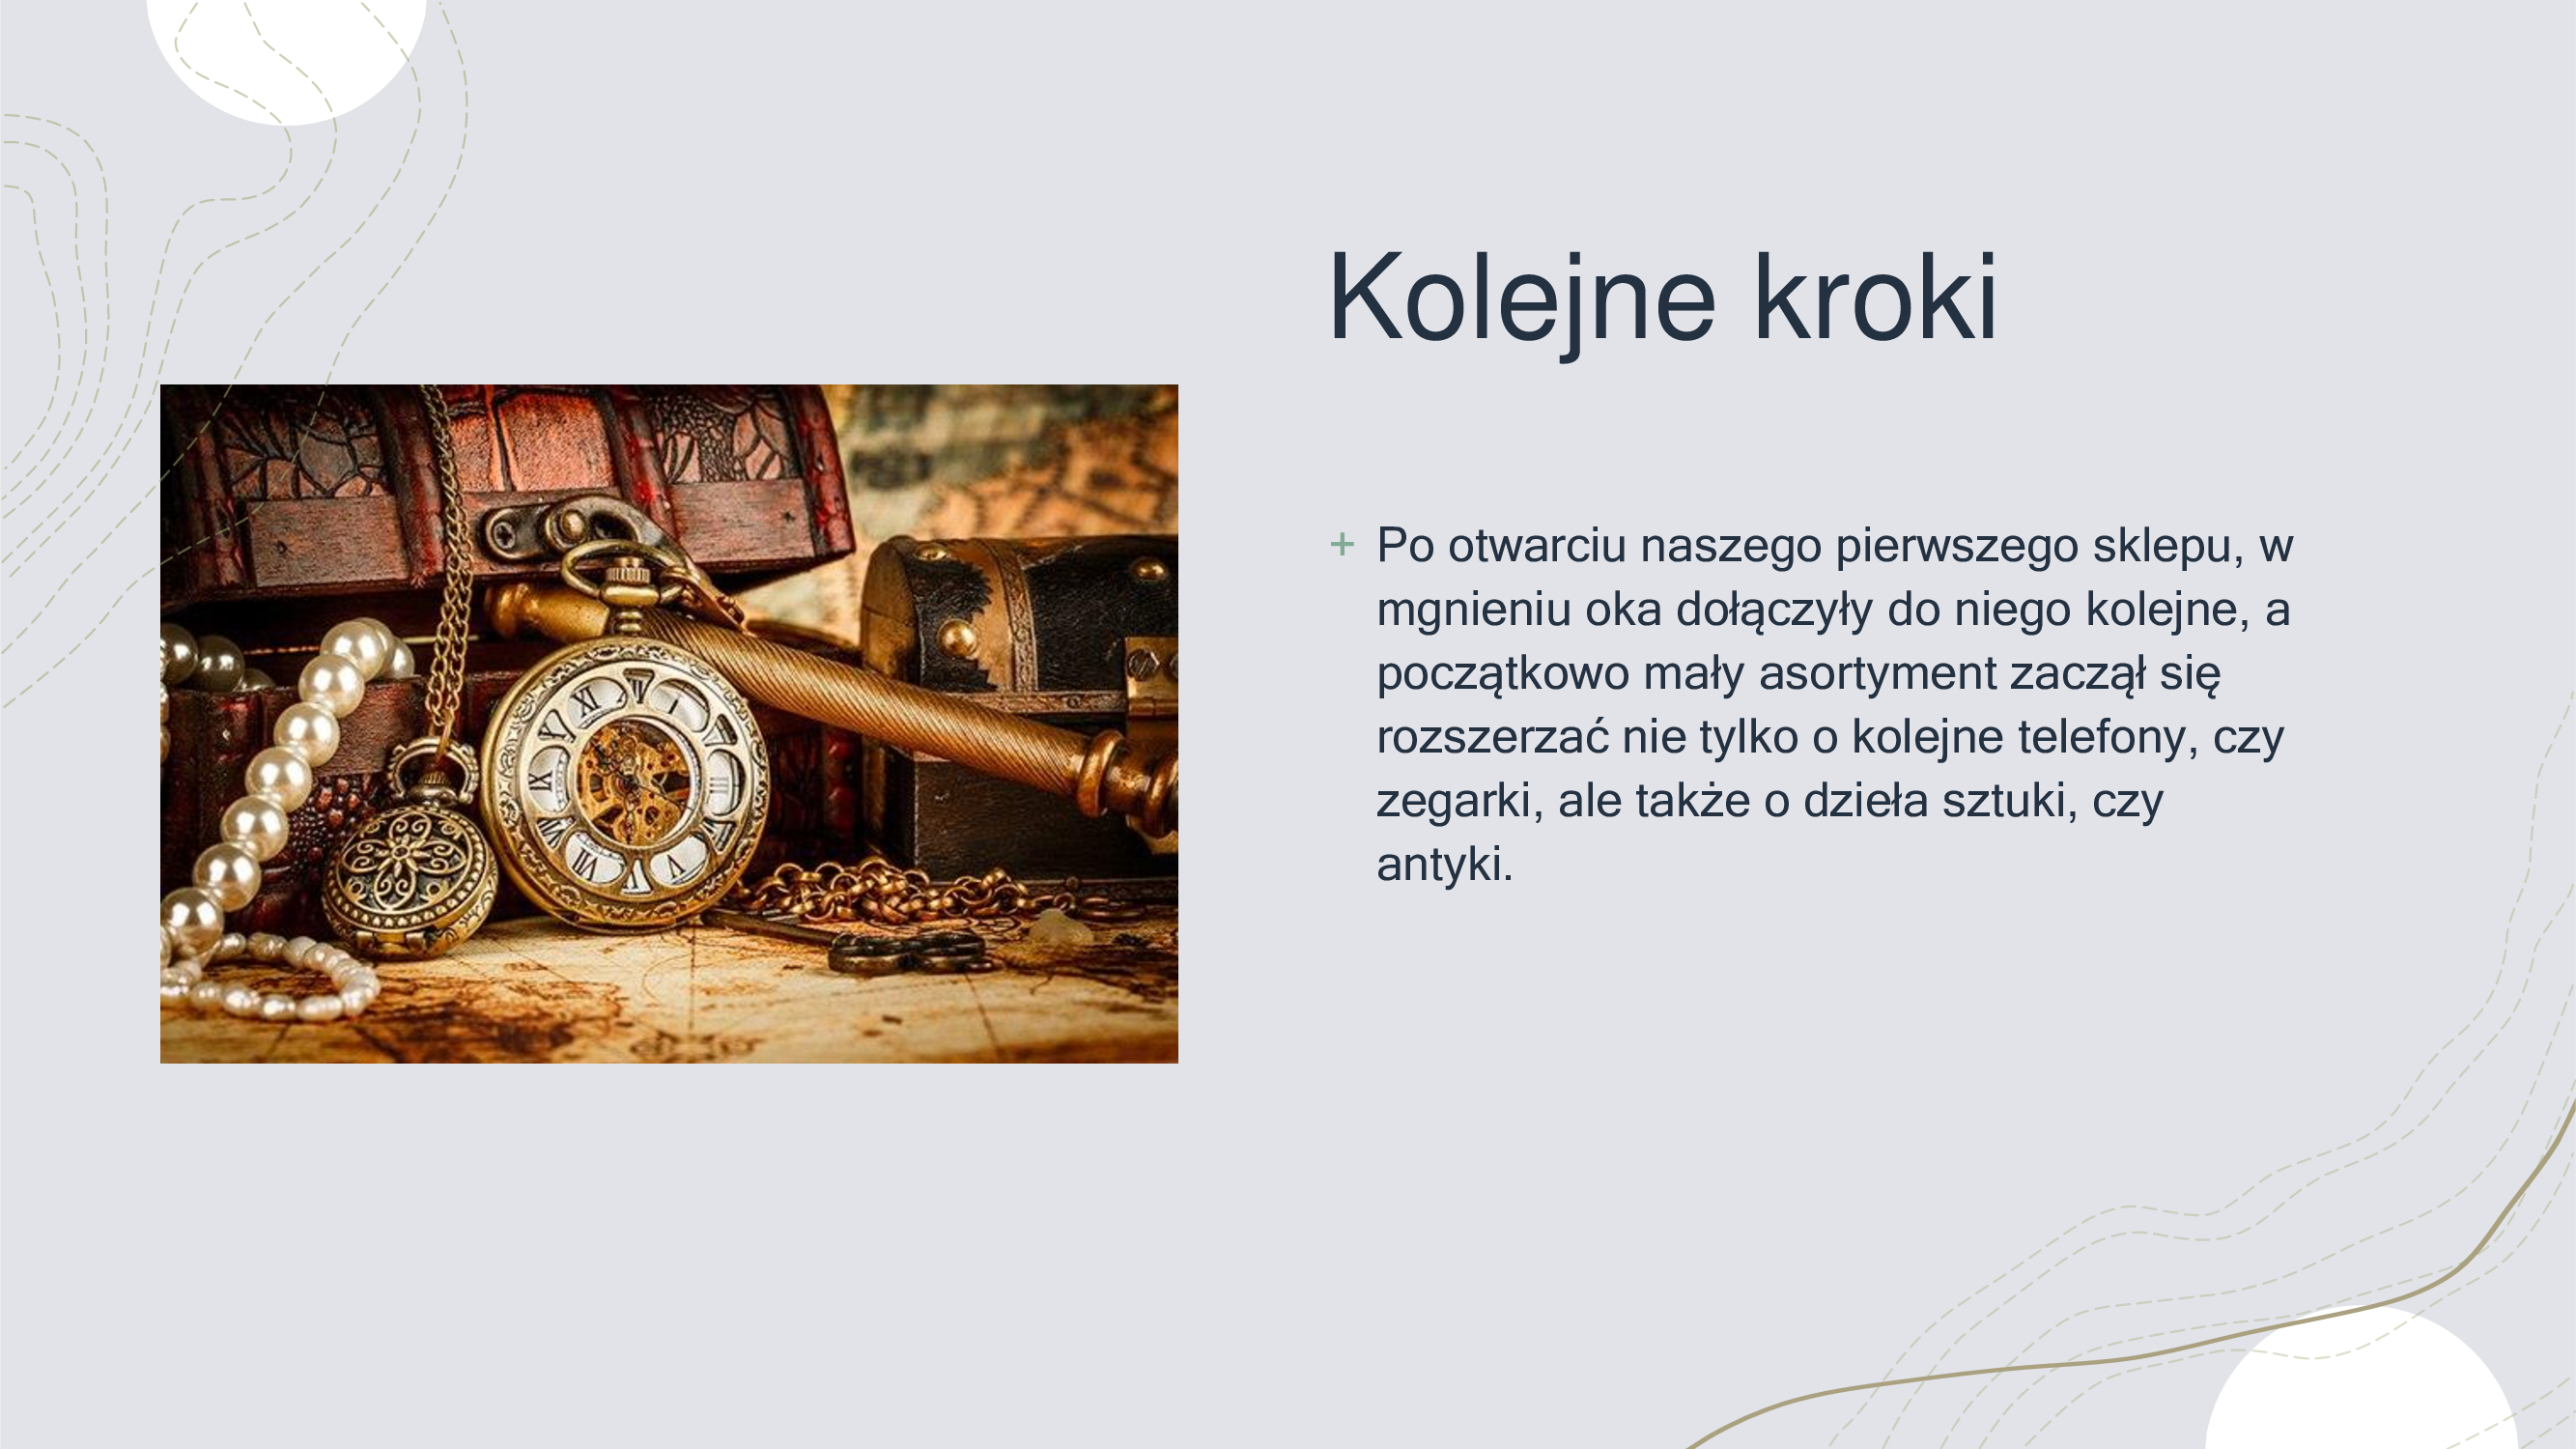 Kolejne kroki
+ Po otwarciu naszego pierwszego sklepu, w
mgnieniu oka dołączyły do niego kolejne, a
początkowo mały asortyment zaczął się
rozszerzać nie tylko o kolejne telefony, czy
zegarki, ale także o dzieła sztuki, czy
antyki.